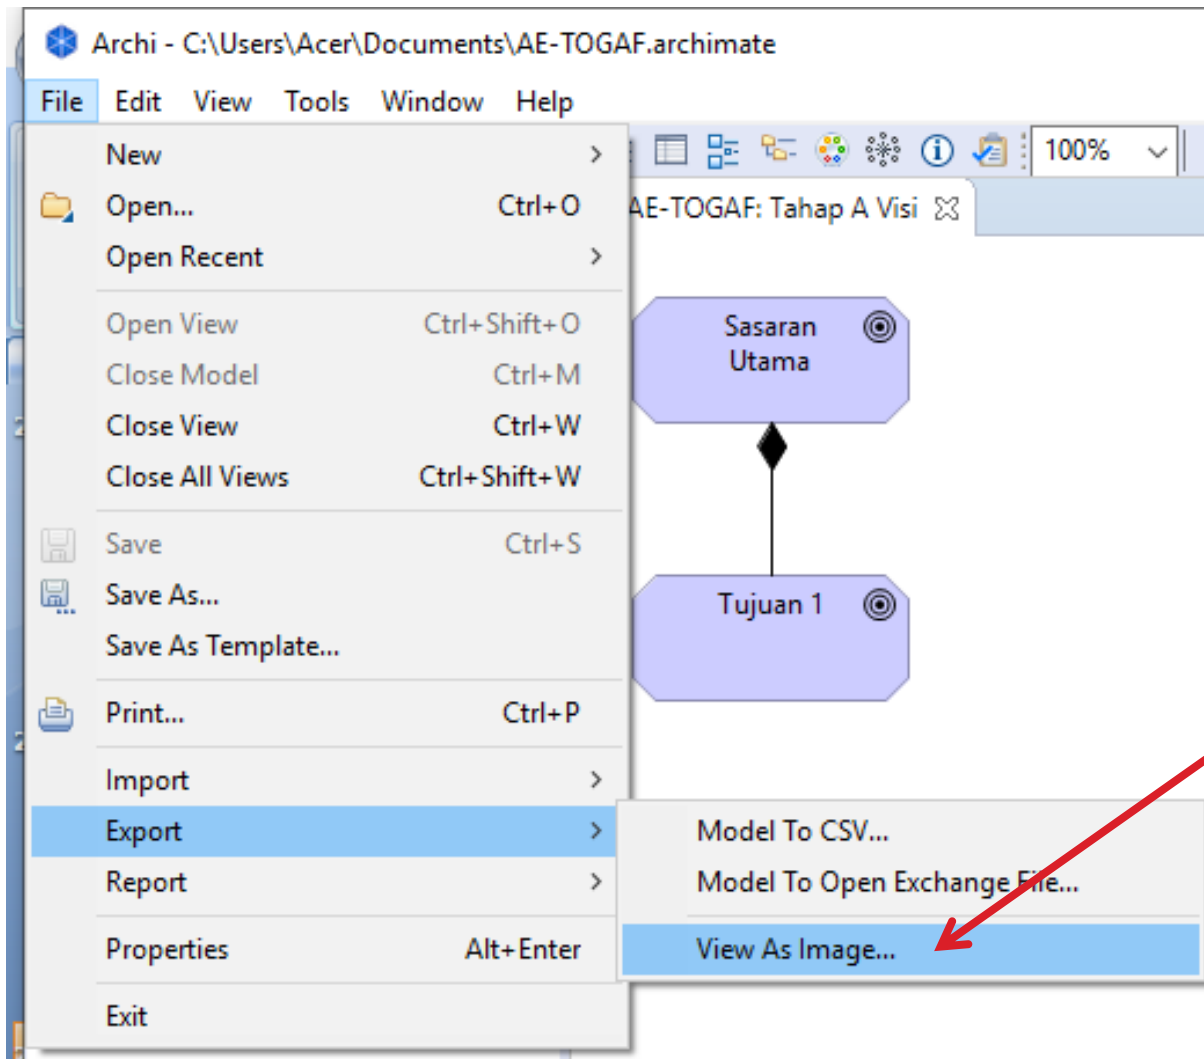 Archi - C:\Users\Acer\Documents\AE-TOGAF.archimate
File Edit View Tools Window Help
100%
AE-TOGAF: Tahap A Visi
New
Open... Ctrl+O
Open Recent
Open View Ctrl+Shift+O
Close Model Ctrl+M
Close View Ctrl+W
Close All Views Ctrl+Shift+W
Save Ctrl+S
Save As...
Save As Template...
Print... Ctrl+P
Import
Export
Report
Properties Alt+Enter
Exit
Model To CSV...
Model To Open Exchange File...
View As Image...
Sasaran
Utama
Tujuan 1